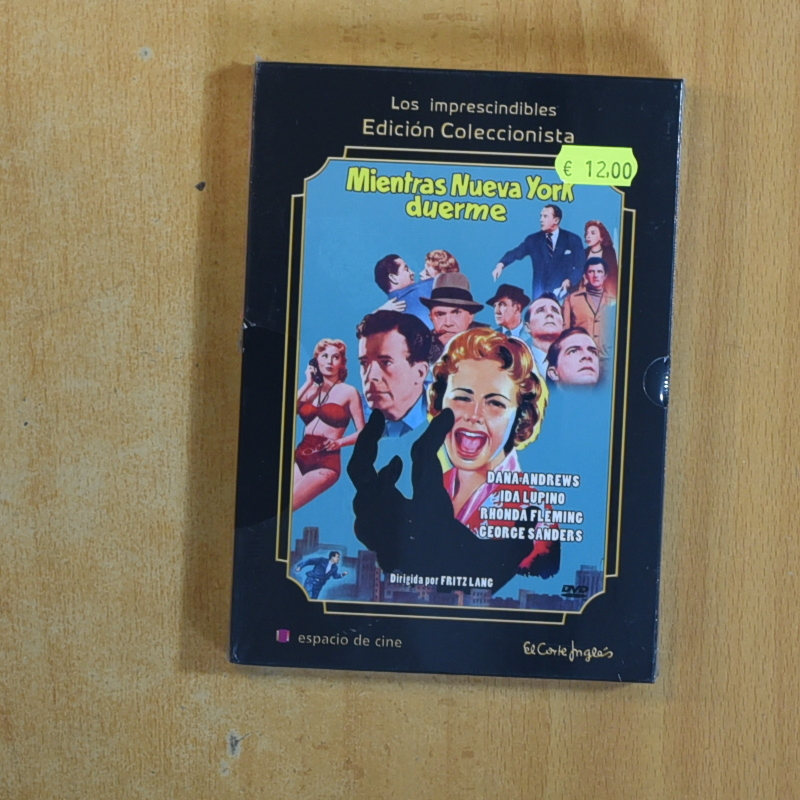 Los imprescindibles
Edición Coleccionista
€ 12,00
Mientras Nueva York
duerme
DANA ANDREWS
IDA LUPINO
RHONDA FLEMING
GEORGE SANDERS
Dirigida por FRITZ LANG
DVD
espacio de cine
El Corte Inglés